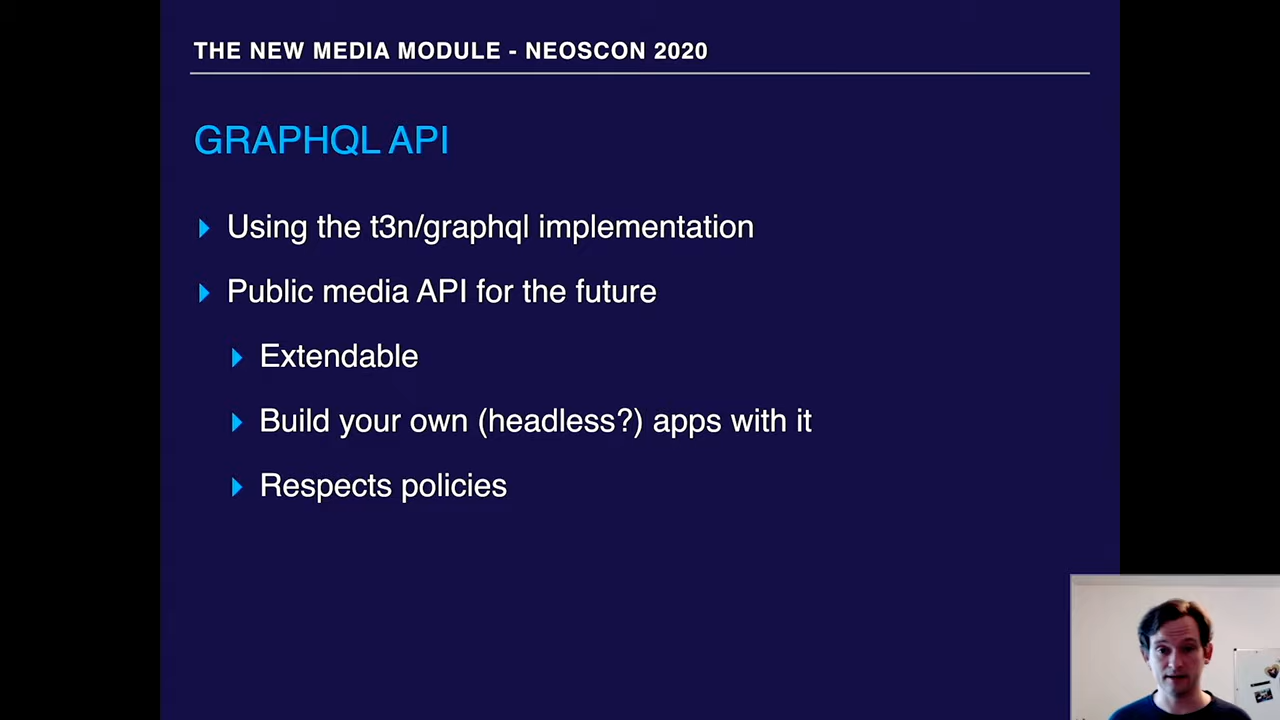 THE NEW MEDIA MODULE - NEOSCON 2020
GRAPHQL API
Using the t3n/graphql implementation
Public media API for the future
Extendable
Build your own (headless?) apps with it
Respects policies